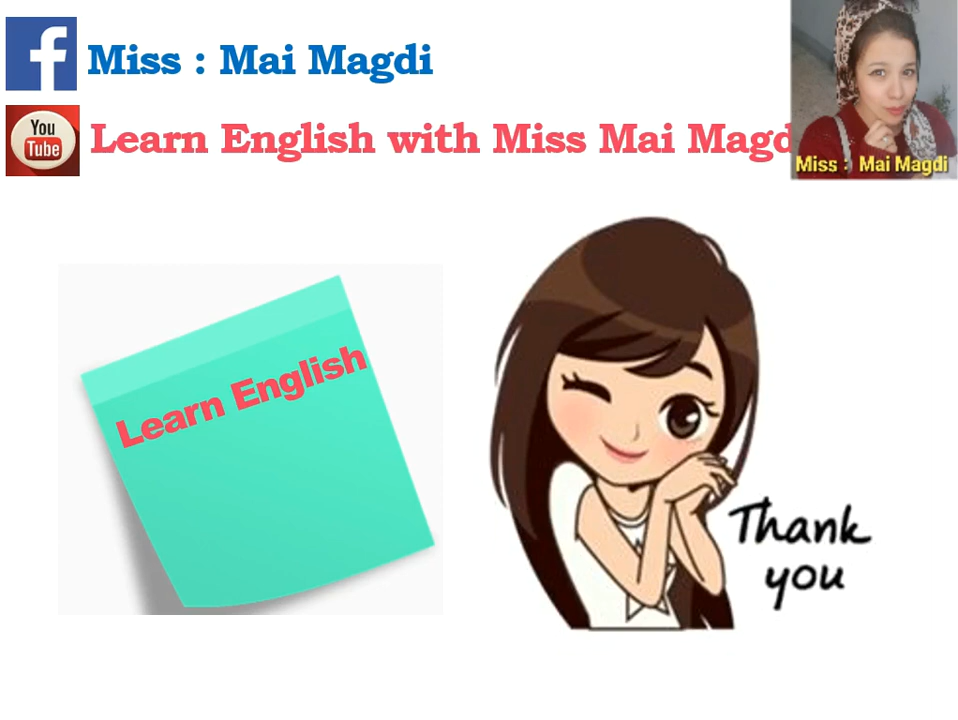 f Miss : Mai Magdi
You
Tube
Learn English with Miss Mai Magd
Miss : Mai Magdi
Learn English
Thank
you